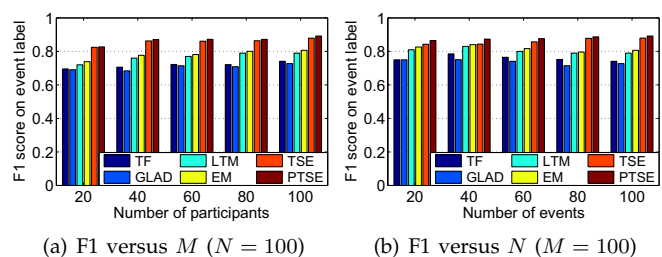 F1 score on event label
1
0.8
0.6
0.4
0.2
0
TF LTM TSE
GLAD EM PTSE
20 40 60 80 100
Number of participants
(a) F1 versus M (N = 100)
F1 score on event label
1
0.8
0.6
0.4
0.2
0
TF LTM TSE
GLAD EM PTSE
20 40 60 80 100
Number of events
(b) F1 versus N (M = 100)